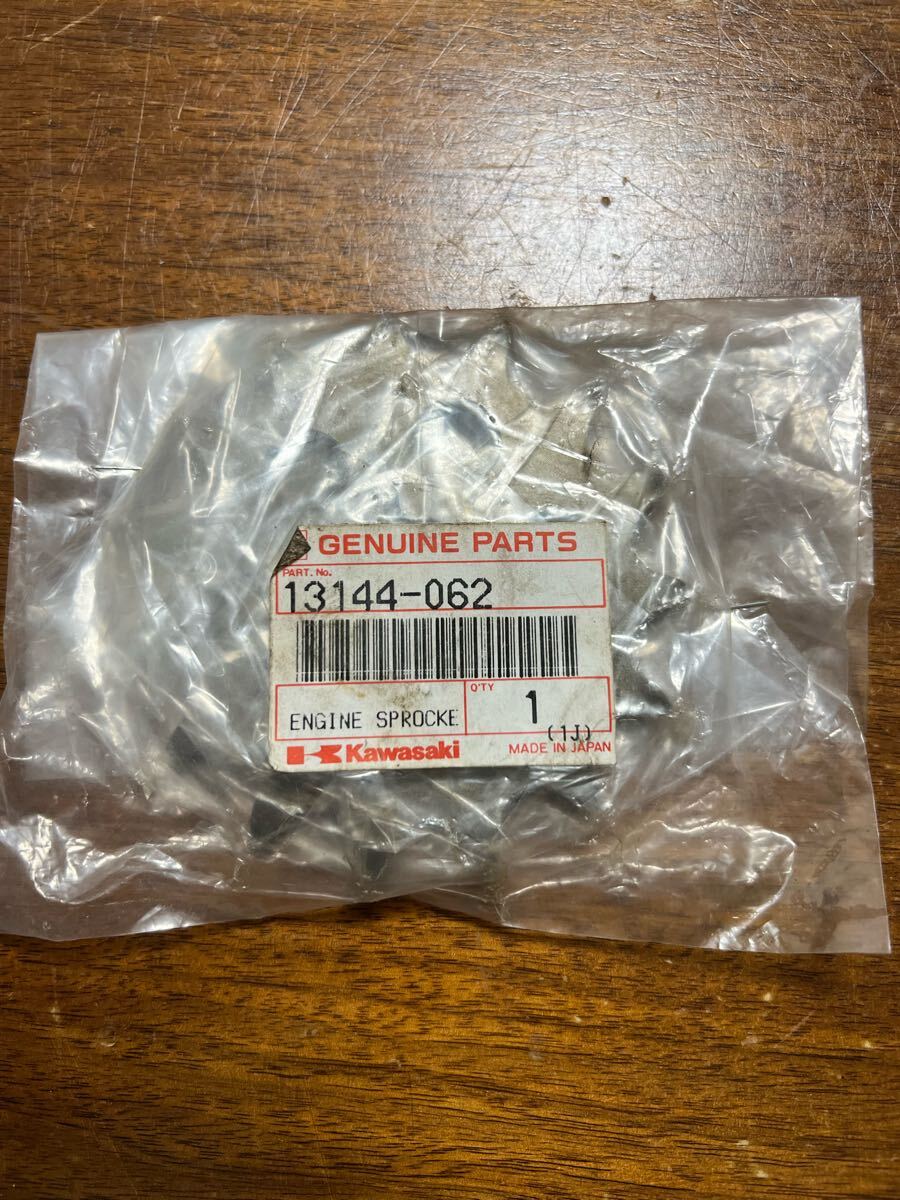 GENUINE PARTS
PART. No.
13144-062
Q'TY
ENGINE SPROCKE
1
(1J)
Kawasaki
MADE IN JAPAN